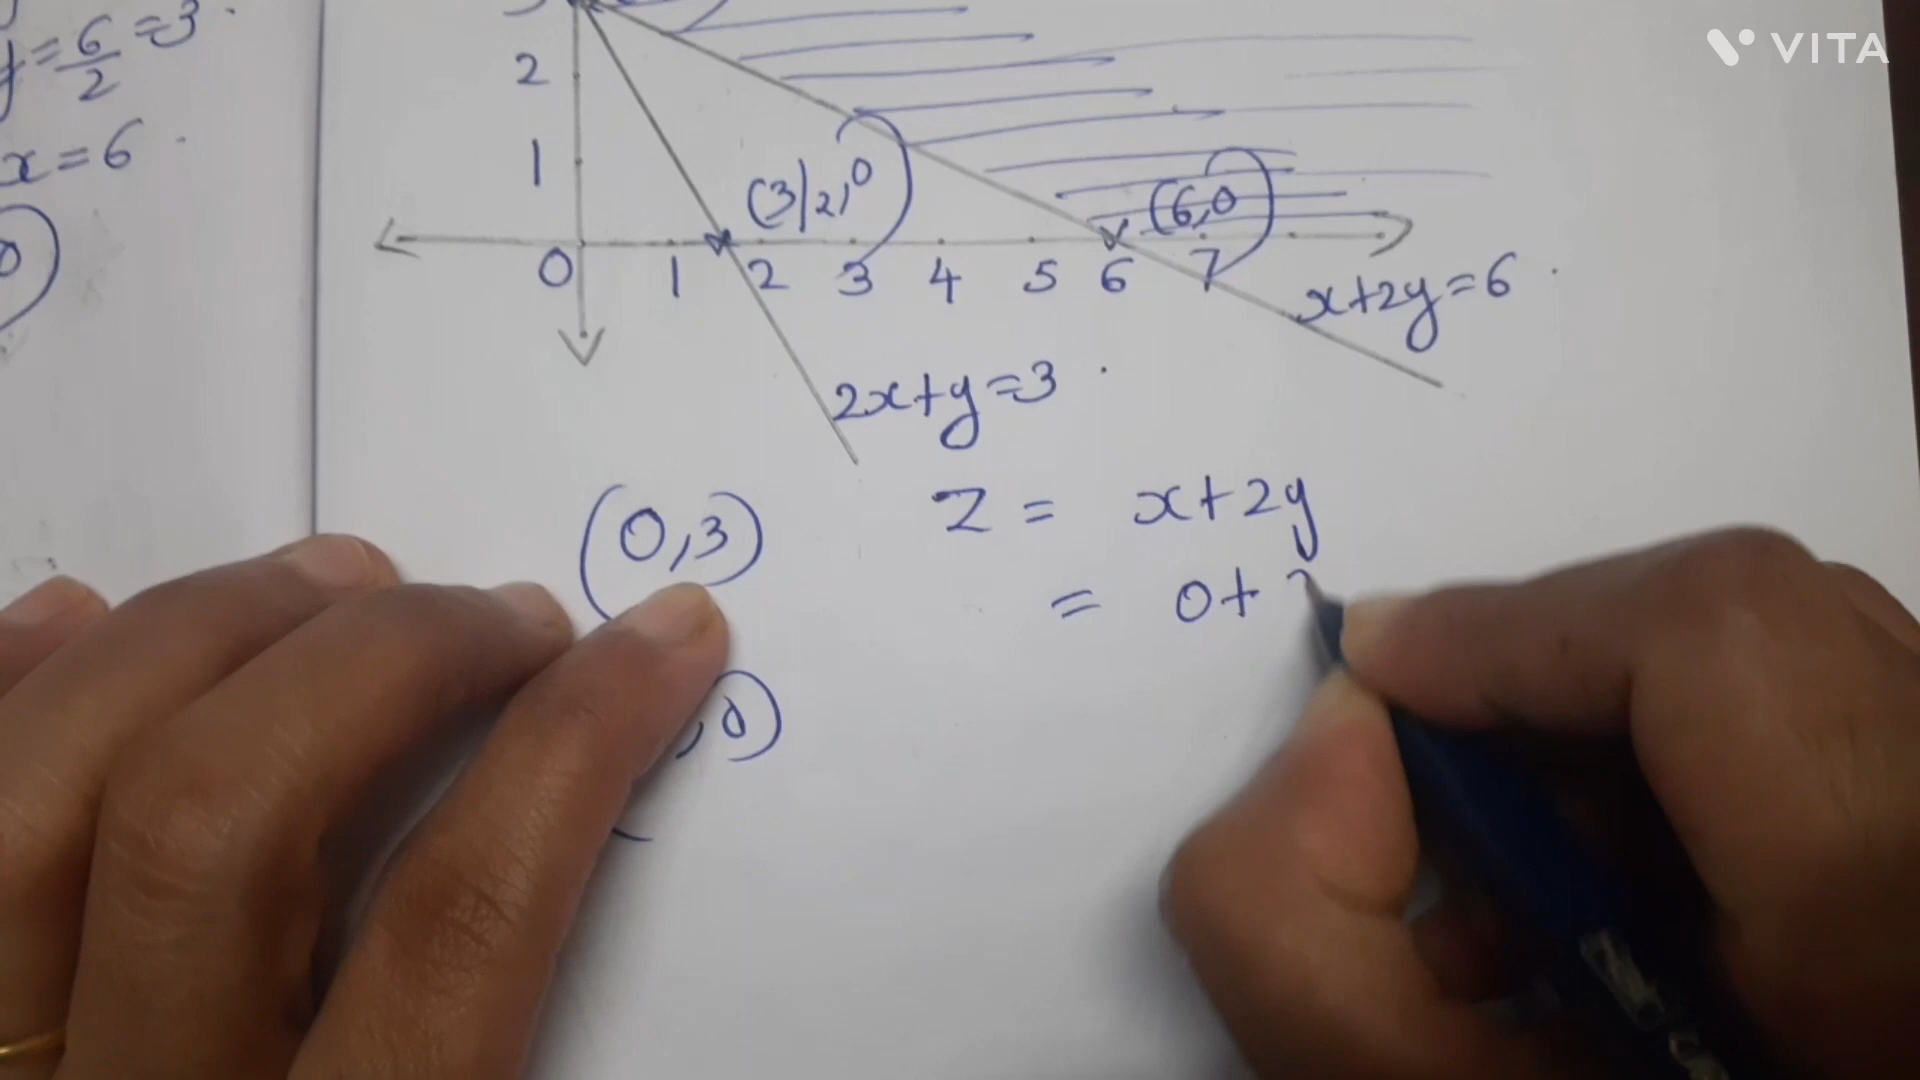 y=6/2=3.
x=6.
VITA
2
1
(3/2,0)
(6,0)
0 1 2 3 4 5 6 7
x+2y=6.
2x+y=3.
(0,3) Z = x+2y
= 0+
,0)